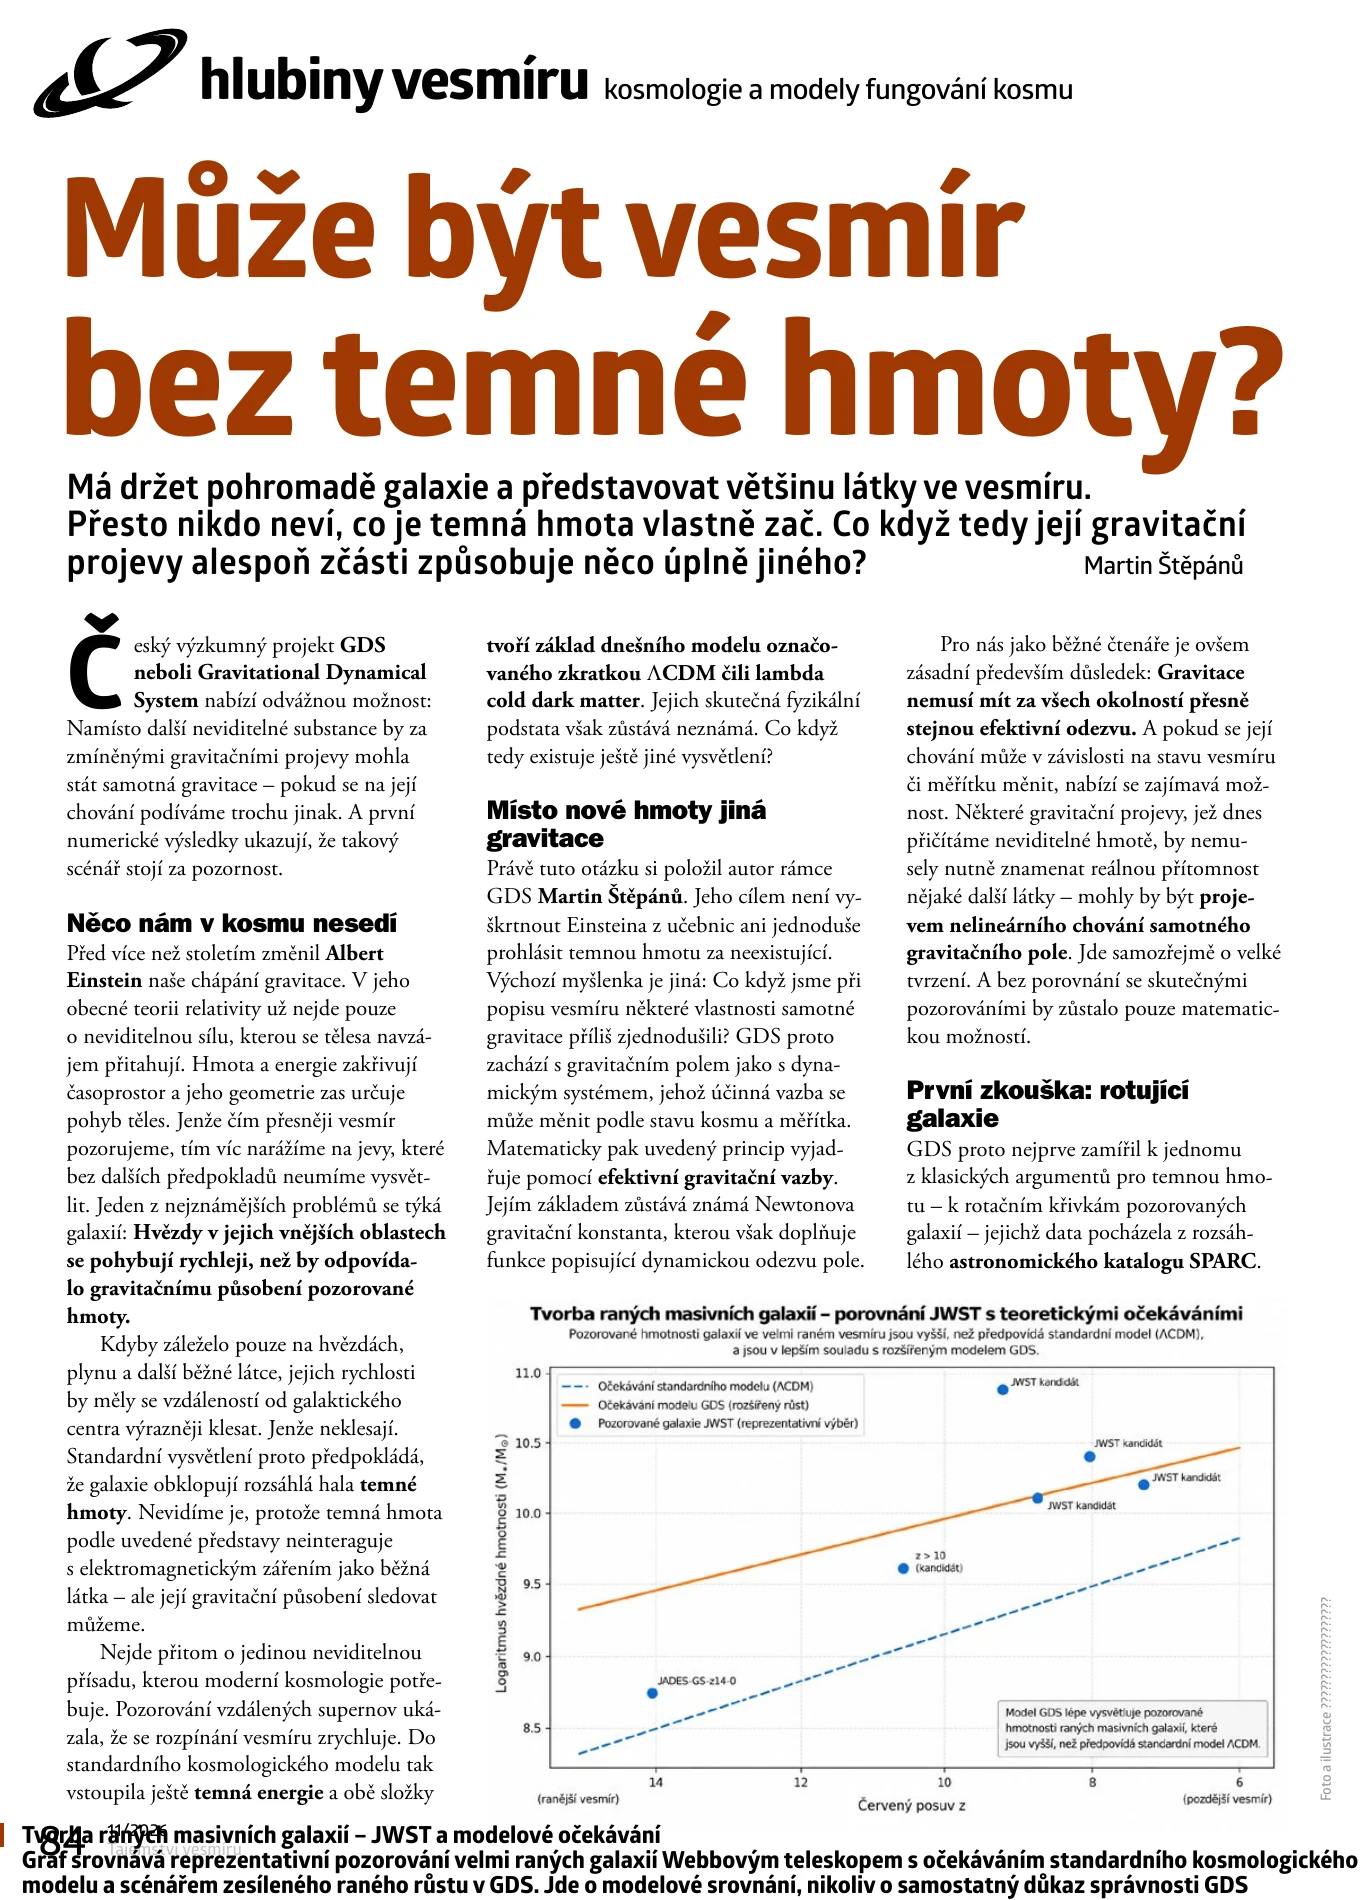 hlubiny vesmíru kosmologie a modely fungování kosmu
Může být vesmír
bez temné hmoty?
Má držet pohromadě galaxie a představovat většinu látky ve vesmíru.
Přesto nikdo neví, co je temná hmota vlastně zač. Co když tedy její gravitační
projevy alespoň zčásti způsobuje něco úplně jiného?
Martin Štěpánů
Český výzkumný projekt GDS
neboli Gravitational Dynamical
System nabízí odvážnou možnost:
Namísto další neviditelné substance by za
zmíněnými gravitačními projevy mohla
stát samotná gravitace – pokud se na její
chování podíváme trochu jinak. A první
numerické výsledky ukazují, že takový
scénář stojí za pozornost.
Něco nám v kosmu nesedí
Před více než stoletím změnil Albert
Einstein naše chápání gravitace. V jeho
obecné teorii relativity už nejde pouze
o neviditelnou sílu, kterou se tělesa navzá-
jem přitahují. Hmota a energie zakřivují
časoprostor a jeho geometrie zas určuje
pohyb těles. Jenže čím přesněji vesmír
pozorujeme, tím víc narážíme na jevy, které
bez dalších předpokladů neumíme vysvět-
lit. Jeden z nejznámějších problémů se týká
galaxií: Hvězdy v jejich vnějších oblastech
se pohybují rychleji, než by odpovída-
lo gravitačnímu působení pozorované
hmoty.
Kdyby záleželo pouze na hvězdách,
plynu a další běžné látce, jejich rychlosti
by měly se vzdáleností od galaktického
centra výrazněji klesat. Jenže neklesají.
Standardní vysvětlení proto předpokládá,
že galaxie obklopují rozsáhlá hala temné
hmoty. Nevidíme je, protože temná hmota
podle uvedené představy neinteraguje
s elektromagnetickým zářením jako běžná
látka – ale její gravitační působení sledovat
můžeme.
Nejde přitom o jedinou neviditelnou
přísadu, kterou moderní kosmologie potře-
buje. Pozorování vzdálených supernov uká-
zala, že se rozpínání vesmíru zrychluje. Do
standardního kosmologického modelu tak
vstoupila ještě temná energie a obě složky
tvoří základ dnešního modelu označo-
vaného zkratkou ΛCDM čili lambda
cold dark matter. Jejich skutečná fyzikální
podstata však zůstává neznámá. Co když
tedy existuje ještě jiné vysvětlení?
Místo nové hmoty jiná
gravitace
Právě tuto otázku si položil autor rámce
GDS Martin Štěpánů. Jeho cílem není vy-
škrtnout Einsteina z učebnic ani jednoduše
prohlásit temnou hmotu za neexistující.
Výchozí myšlenka je jiná: Co když jsme při
popisu vesmíru některé vlastnosti samotné
gravitace příliš zjednodušili? GDS proto
zachází s gravitačním polem jako s dyna-
mickým systémem, jehož účinná vazba se
může měnit podle stavu kosmu a měřítka.
Matematicky pak uvedený princip vyjad-
řuje pomocí efektivní gravitační vazby.
Jejím základem zůstává známá Newtonova
gravitační konstanta, kterou však doplňuje
funkce popisující dynamickou odezvu pole.
Pro nás jako běžné čtenáře je ovšem
zásadní především důsledek: Gravitace
nemusí mít za všech okolností přesně
stejnou efektivní odezvu. A pokud se její
chování může v závislosti na stavu vesmíru
či měřítku měnit, nabízí se zajímavá mož-
nost. Některé gravitační projevy, jež dnes
přičítáme neviditelné hmotě, by nemu-
sely nutně znamenat reálnou přítomnost
nějaké další látky – mohly by být proje-
vem nelineárního chování samotného
gravitačního pole. Jde samozřejmě o velké
tvrzení. A bez porovnání se skutečnými
pozorováními by zůstalo pouze matematic-
kou možností.
První zkouška: rotující
galaxie
GDS proto nejprve zamířil k jednomu
z klasických argumentů pro temnou hmo-
tu – k rotačním křivkám pozorovaných
galaxií – jejichž data pocházela z rozsáh-
lého astronomického katalogu SPARC.
Tvorba raných masivních galaxií – porovnání JWST s teoretickými očekáváními
Pozorované hmotnosti galaxií ve velmi raném vesmíru jsou vyšší, než předpovídá standardní model (ΛCDM),
a jsou v lepším souladu s rozšířeným modelem GDS.
Očekávání standardního modelu (ΛCDM)
Očekávání modelu GDS (rozšířený růst)
Pozorované galaxie JWST (reprezentativní výběr)
Logaritmus hvězdné hmotnosti (M⋆/M☉)
11.0
10.5
10.0
9.5
9.0
8.5
JWST kandidát
JWST kandidát
JWST kandidát
JWST kandidát
z > 10
(kandidát)
JADES-GS-z14-0
Model GDS lépe vysvětluje pozorované
hmotnosti raných masivních galaxií, které
jsou vyšší, než předpovídá standardní model ΛCDM.
14 12 10 8 6
(ranější vesmír)
Červený posuv z
(pozdější vesmír)
Foto a ilustrace ????????????????????
84
11/2026
Tajemství vesmíru
Tvorba raných masivních galaxií – JWST a modelové očekávání
Graf srovnává reprezentativní pozorování velmi raných galaxií Webbovým teleskopem s očekáváním standardního kosmologického
modelu a scénářem zesíleného raného růstu v GDS. Jde o modelové srovnání, nikoliv o samostatný důkaz správnosti GDS